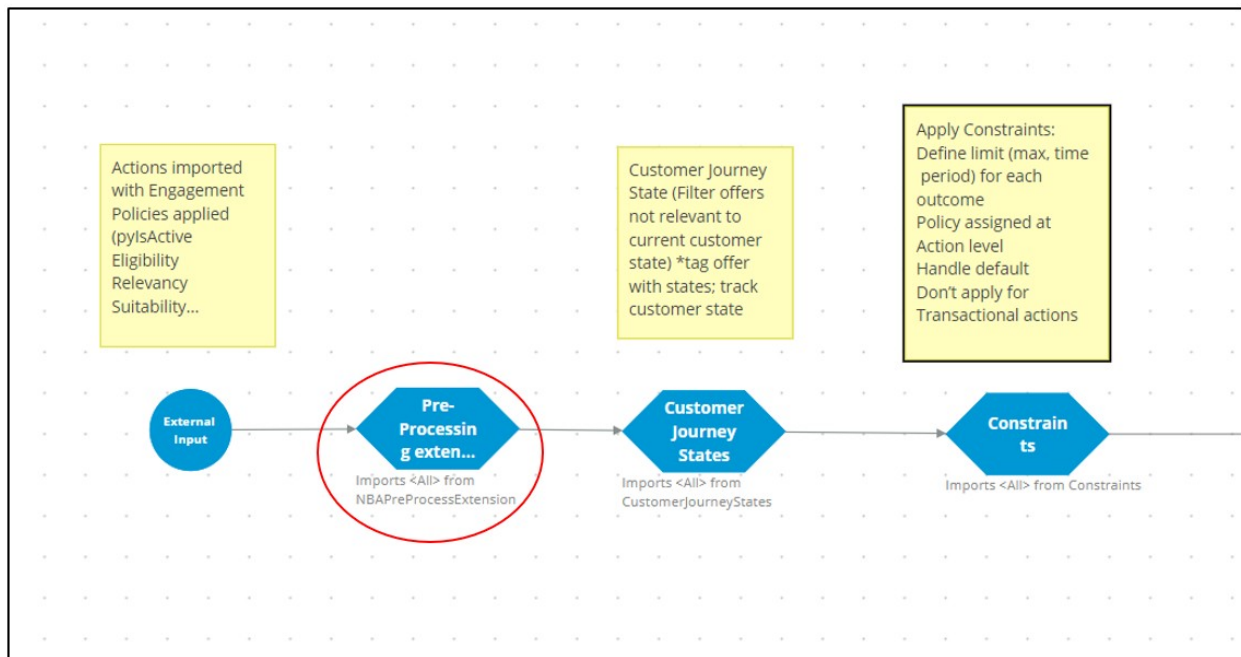 Actions imported
with Engagement
Policies applied
(pyIsActive
Eligibility
Relevancy
Suitability...
Customer Journey
State (Filter offers
not relevant to
current customer
state) *tag offer
with states; track
customer state
Apply Constraints:
Define limit (max, time
period) for each
outcome
Policy assigned at
Action level
Handle default
Don't apply for
Transactional actions
External
Input
Pre-
Processin
g exten...
Imports <All> from
NBAPreProcessExtension
Customer
Journey
States
Imports <All> from
CustomerJourneyStates
Constrain
ts
Imports <All> from Constraints